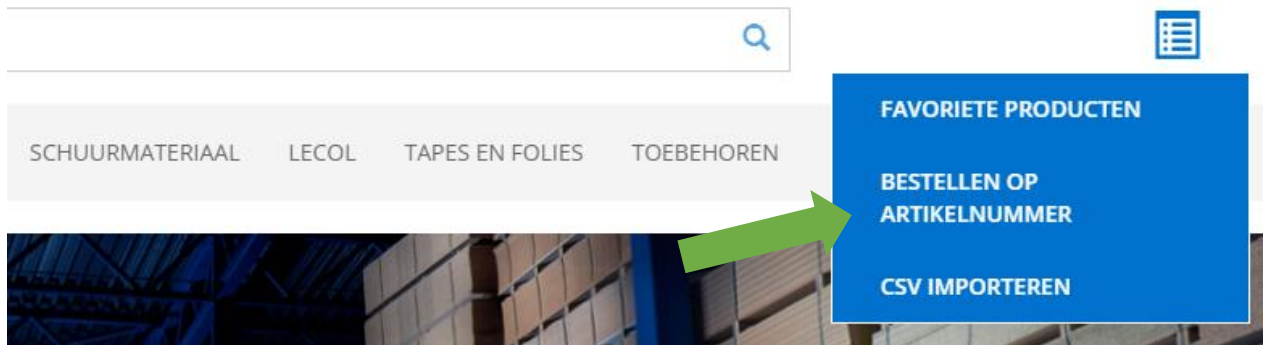 SCHUURMATERIAAL LECOL TAPES EN FOLIES TOEBEHOREN
FAVORIETE PRODUCTEN
BESTELLEN OP
ARTIKELNUMMER
CSV IMPORTEREN